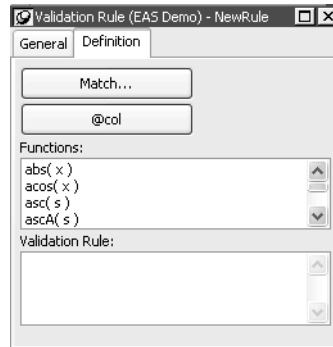 Validation Rule (EAS Demo) - NewRule
General Definition
Match...
@col
Functions:
abs( x )
acos( x )
asc( s )
ascA( s )
Validation Rule: